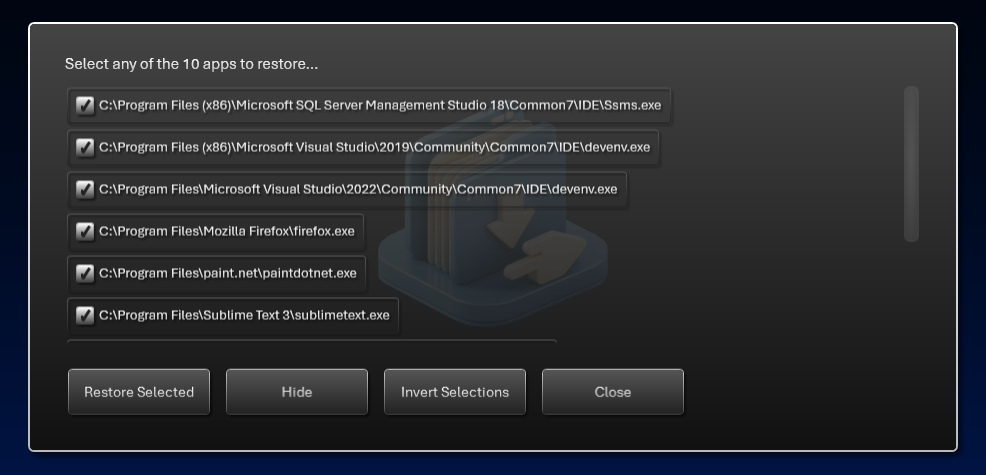 Select any of the 10 apps to restore...
C:\Program Files (x86)\Microsoft SQL Server Management Studio 18\Common7\IDE\Ssms.exe
C:\Program Files (x86)\Microsoft Visual Studio\2019\Community\Common7\IDE\devenv.exe
C:\Program Files\Microsoft Visual Studio\2022\Community\Common7\IDE\devenv.exe
C:\Program Files\Mozilla Firefox\firefox.exe
C:\Program Files\paint.net\paintdotnet.exe
C:\Program Files\Sublime Text 3\sublimetext.exe
Restore Selected
Hide
Invert Selections
Close